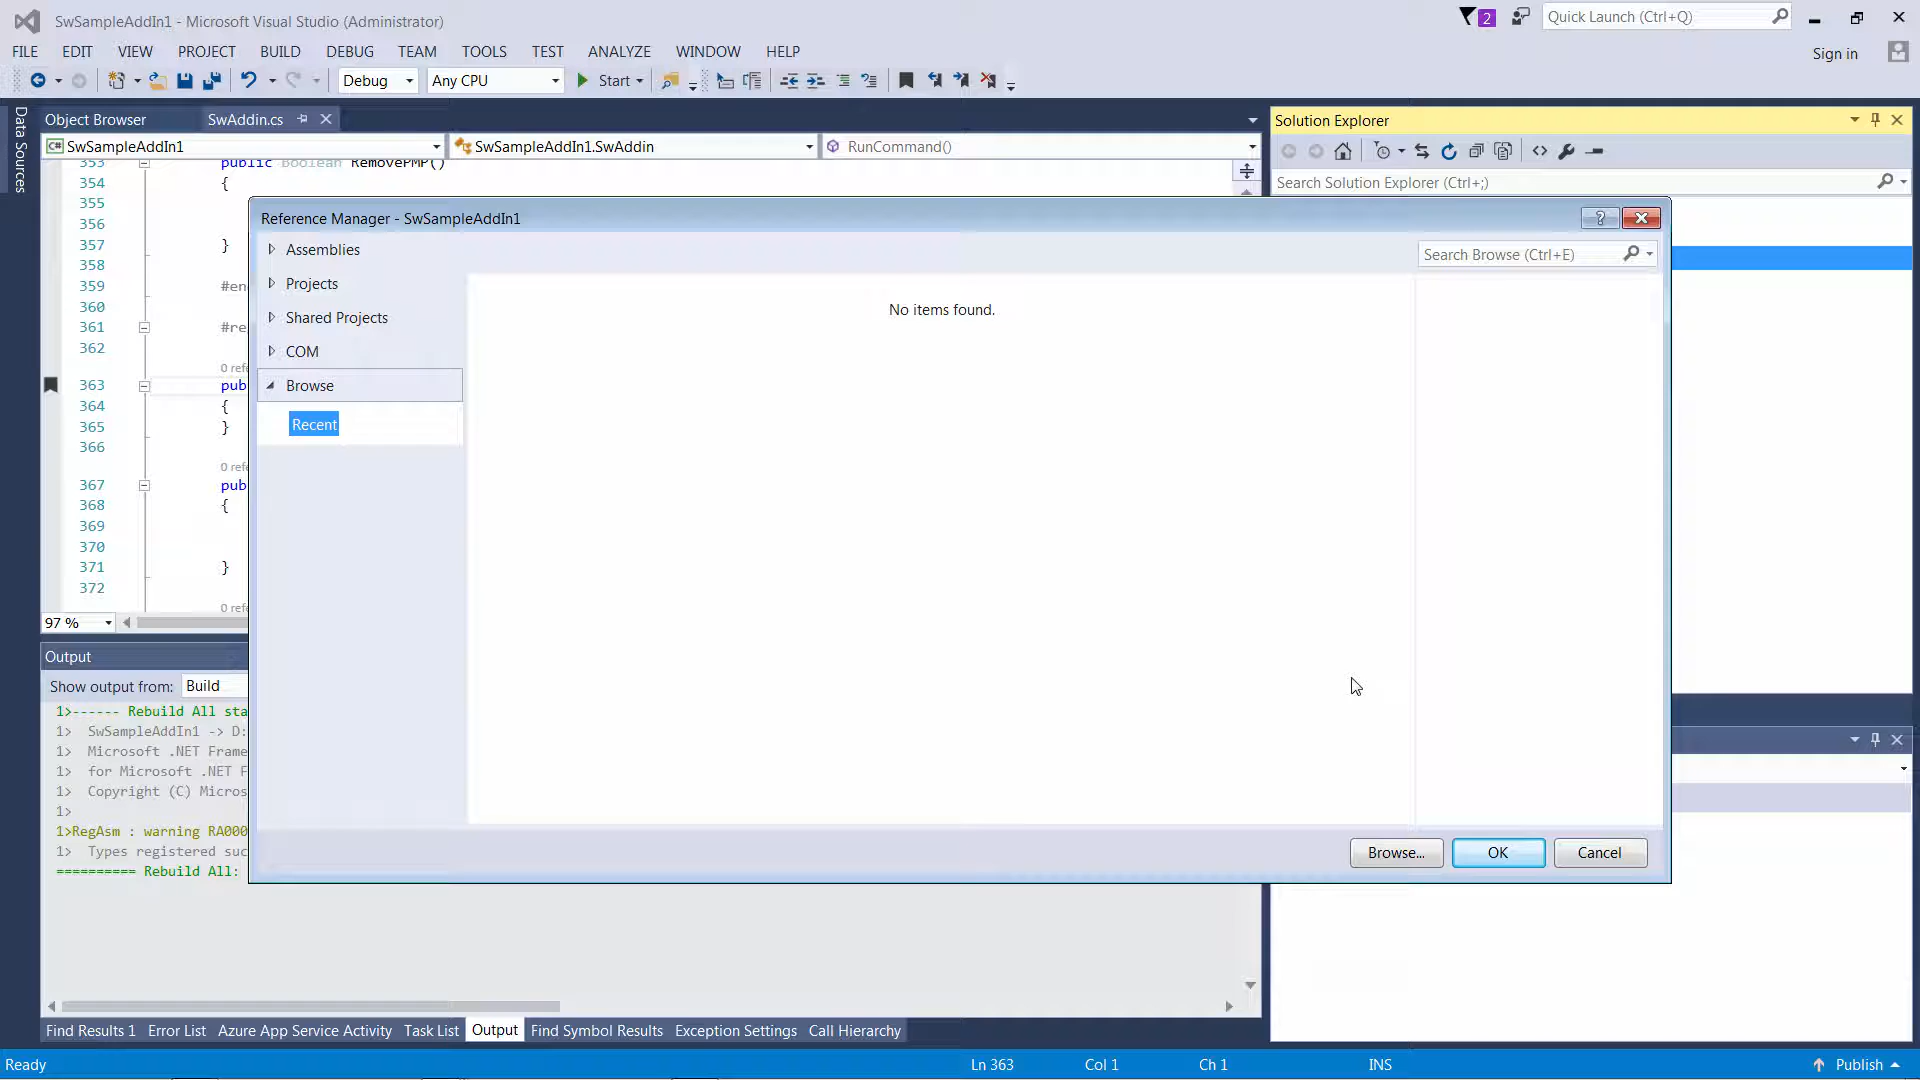 SwSampleAddIn1 - Microsoft Visual Studio (Administrator)
2
Quick Launch (Ctrl+Q)
FILE EDIT VIEW PROJECT BUILD DEBUG TEAM TOOLS TEST ANALYZE WINDOW HELP
Sign in
Debug Any CPU Start
Data Sources
Object Browser SwAddin.cs
SwSampleAddIn1 SwSampleAddIn1.SwAddin RunCommand()
Solution Explorer
Search Solution Explorer (Ctrl+;)
353 public Boolean RemovePMP()
354 {
355
356
357 }
358
359 #en
360
361 #re
362
0 refe
363 pub
364 {
365 }
366
0 refe
367 pub
368 {
369
370
371 }
372
0 refe
97 %
Reference Manager - SwSampleAddIn1
?
Assemblies
Projects
Shared Projects
COM
Browse
Recent
Search Browse (Ctrl+E)
No items found.
Browse... OK Cancel
Output
Show output from: Build
1>------ Rebuild All sta
1> SwSampleAddIn1 -> D:
1> Microsoft .NET Frame
1> for Microsoft .NET F
1> Copyright (C) Micros
1>
1>RegAsm : warning RA000
1> Types registered suc
========== Rebuild All:
Find Results 1 Error List Azure App Service Activity Task List Output Find Symbol Results Exception Settings Call Hierarchy
Ready Ln 363 Col 1 Ch 1 INS Publish